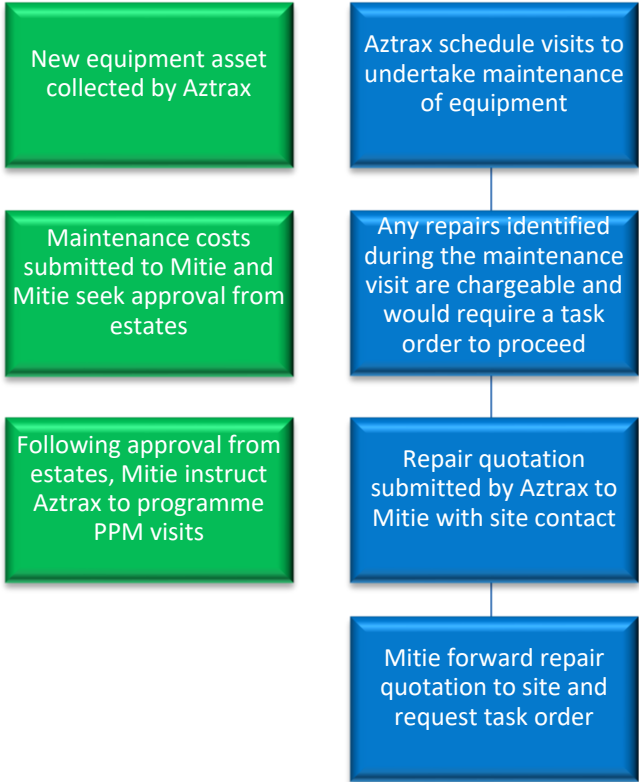 New equipment asset
collected by Aztrax
Maintenance costs
submitted to Mitie and
Mitie seek approval from
estates
Following approval from
estates, Mitie instruct
Aztrax to programme
PPM visits
Aztrax schedule visits to
undertake maintenance
of equipment
Any repairs identified
during the maintenance
visit are chargeable and
would require a task
order to proceed
Repair quotation
submitted by Aztrax to
Mitie with site contact
Mitie forward repair
quotation to site and
request task order